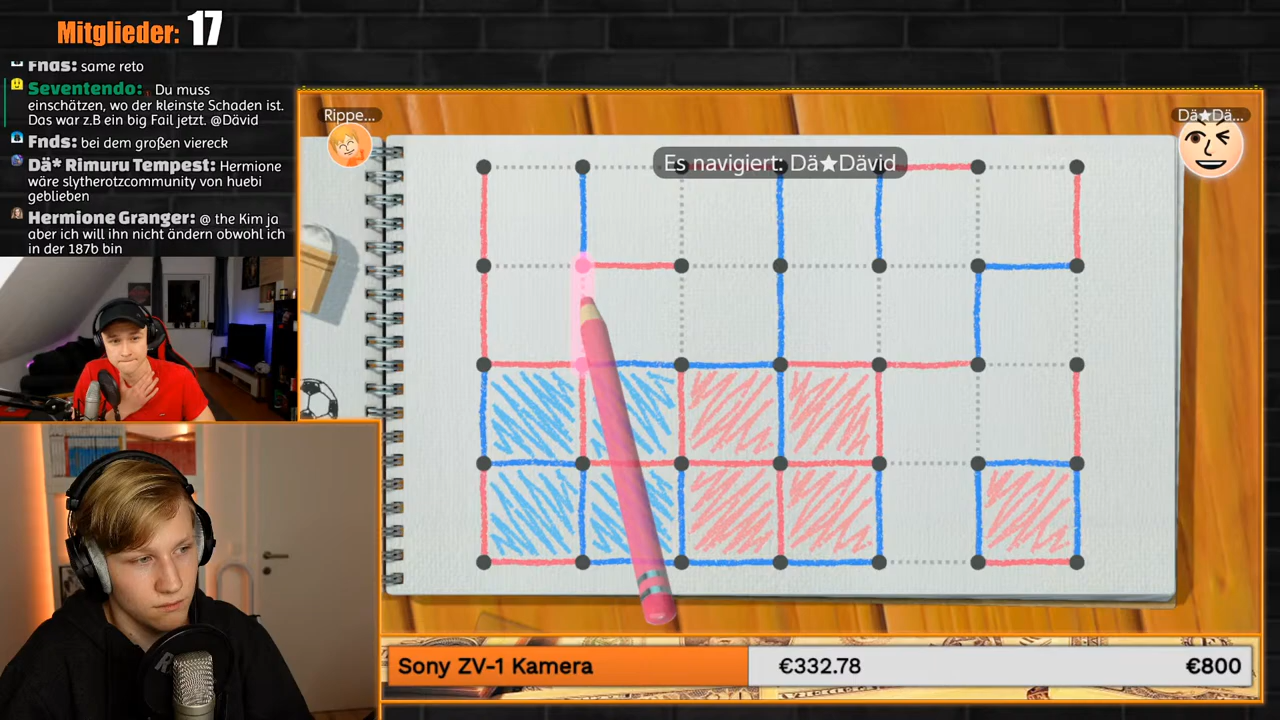 Mitglieder: 17
Fnds: same reto
Seventendo: Du muss
einschätzen, wo der kleinste Schaden ist.
Das war z.B ein big Fail jetzt. @Dävid
Fnds: bei dem großen viereck
Dä* Rimuru Tempest: Hermione
wäre slytherotzcommunity von huebi
geblieben
Hermione Granger: @ the Kim ja
aber ich will ihn nicht ändern obwohl ich
in der 187b bin
Rippe...
Dä★Dä...
Es navigiert: Dä★Dävid
Sony ZV-1 Kamera
€332.78
€800